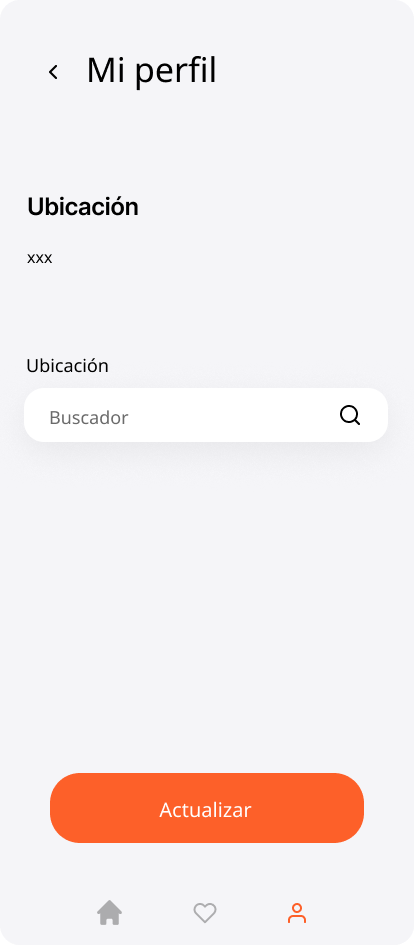 Mi perfil
Ubicación
xxx
Ubicación
Buscador
Actualizar